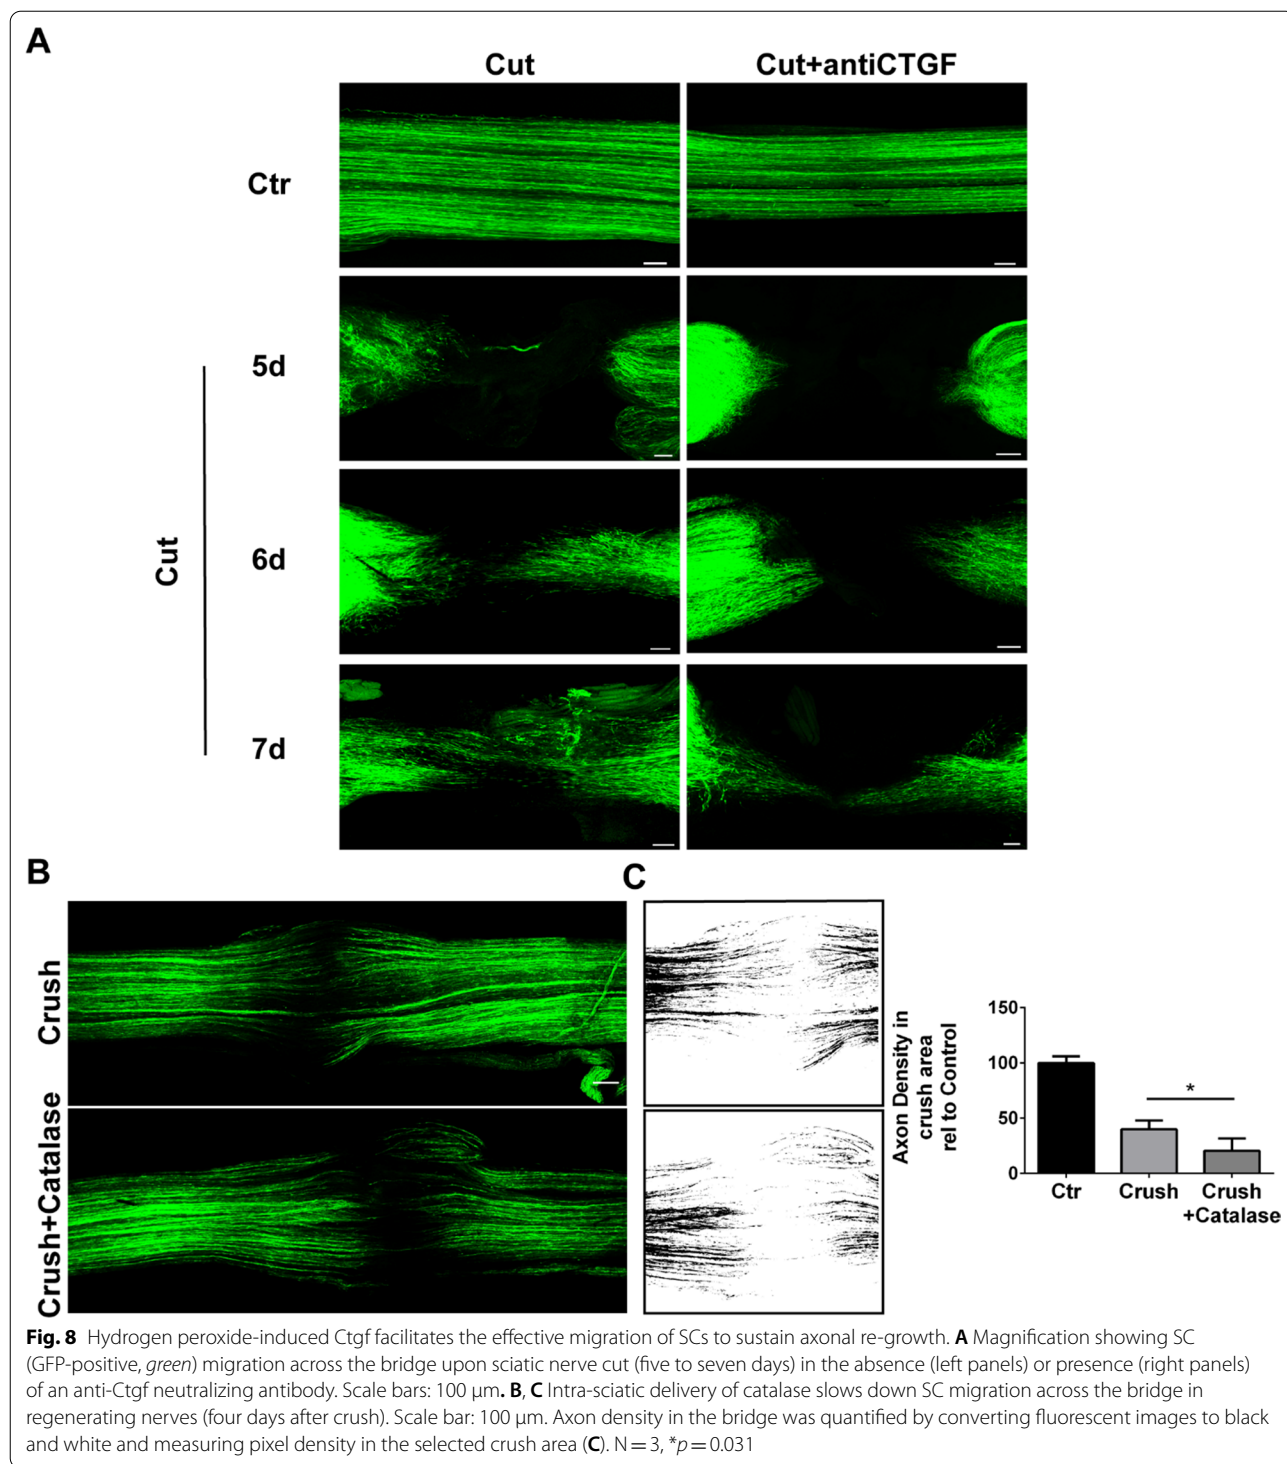 A
Cut
Cut+antiCTGF
Ctr
5d
6d
7d
Cut
B
C
Crush
Crush+Catalase
Axon Density in
crush area
rel to Control
150
100
50
0
*
Ctr
Crush
Crush
+Catalase
Fig. 8 Hydrogen peroxide-induced Ctgf facilitates the effective migration of SCs to sustain axonal re-growth. A Magnification showing SC
(GFP-positive, green) migration across the bridge upon sciatic nerve cut (five to seven days) in the absence (left panels) or presence (right panels)
of an anti-Ctgf neutralizing antibody. Scale bars: 100 µm. B, C Intra-sciatic delivery of catalase slows down SC migration across the bridge in
regenerating nerves (four days after crush). Scale bar: 100 µm. Axon density in the bridge was quantified by converting fluorescent images to black
and white and measuring pixel density in the selected crush area (C). N = 3, *p = 0.031